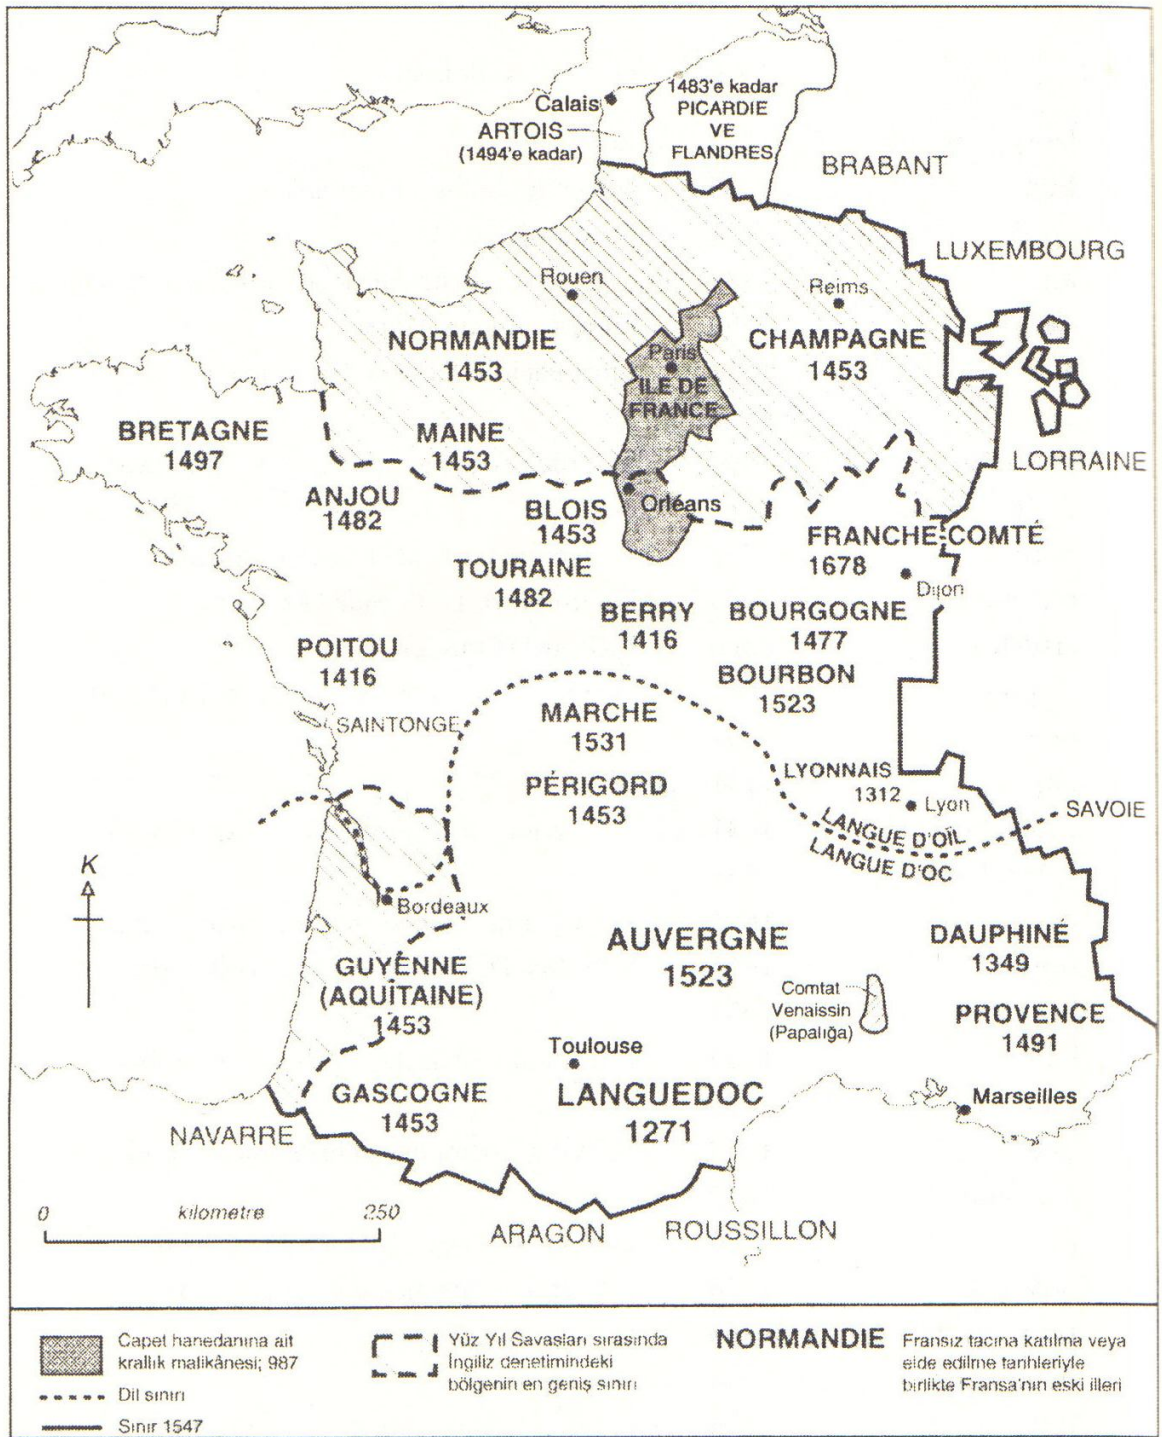 1483'e kadar
PICARDIE
VE
FLANDRES
Calais
ARTOIS
(1494'e kadar)
BRABANT
LUXEMBOURG
Rouen
Reims
NORMANDIE
1453
CHAMPAGNE
1453
Paris
ILE DE
FRANCE
BRETAGNE
1497
MAINE
1453
LORRAINE
ANJOU
1482
BLOIS
1453
Orléans
FRANCHE-COMTÉ
1678
Dijon
TOURAINE
1482
BERRY
1416
BOURGOGNE
1477
POITOU
1416
BOURBON
1523
SAINTONGE
MARCHE
1531
PÉRIGORD
1453
LYONNAIS
1312
Lyon
SAVOIE
LANGUE D'OÏL
LANGUE D'OC
K
Bordeaux
AUVERGNE
1523
DAUPHINÉ
1349
GUYENNE
(AQUİTAINE)
1453
Comtat
Venaissin
(Papalığa)
PROVENCE
1491
Toulouse
GASCOGNE
1453
LANGUEDOC
1271
Marseilles
NAVARRE
0 kilometre 250
ARAGON
ROUSSILLON
Capet hanedanına ait
krallık malikânesi; 987
Dil sınırı
Sınır 1547
Yüz Yıl Savaşları sırasında
İngiliz denetimindeki
bölgenin en geniş sınırı
NORMANDIE
Fransız tacına katılma veya
elde edilme tarihleriyle
birlikte Fransa'nın eski illeri